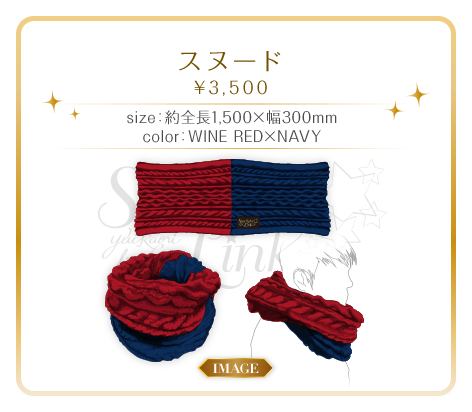 スヌード
￥3,500
size：約全長1,500×幅300mm
color：WINE RED×NAVY
Link
IMAGE